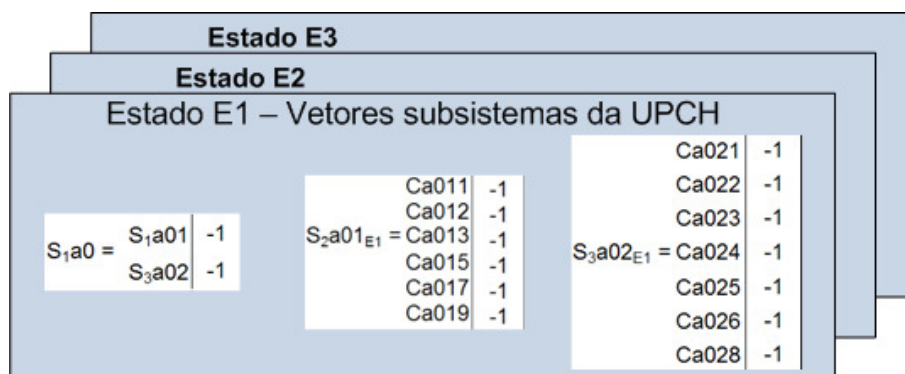 Estado E3
Estado E2
Estado E1 – Vetores subsistemas da UPCH
S₁a0 =
S₁a01 -1
S₃a02 -1
S₂a01E1 =
Ca011 -1
Ca012 -1
Ca013 -1
Ca015 -1
Ca017 -1
Ca019 -1
S₃a02E1 =
Ca021 -1
Ca022 -1
Ca023 -1
Ca024 -1
Ca025 -1
Ca026 -1
Ca028 -1